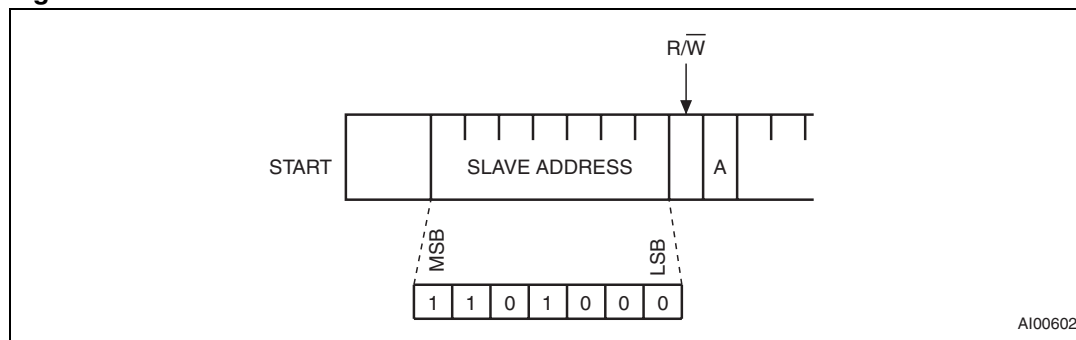 R/W̅
START SLAVE ADDRESS A
MSB LSB
1 1 0 1 0 0 0
AI00602